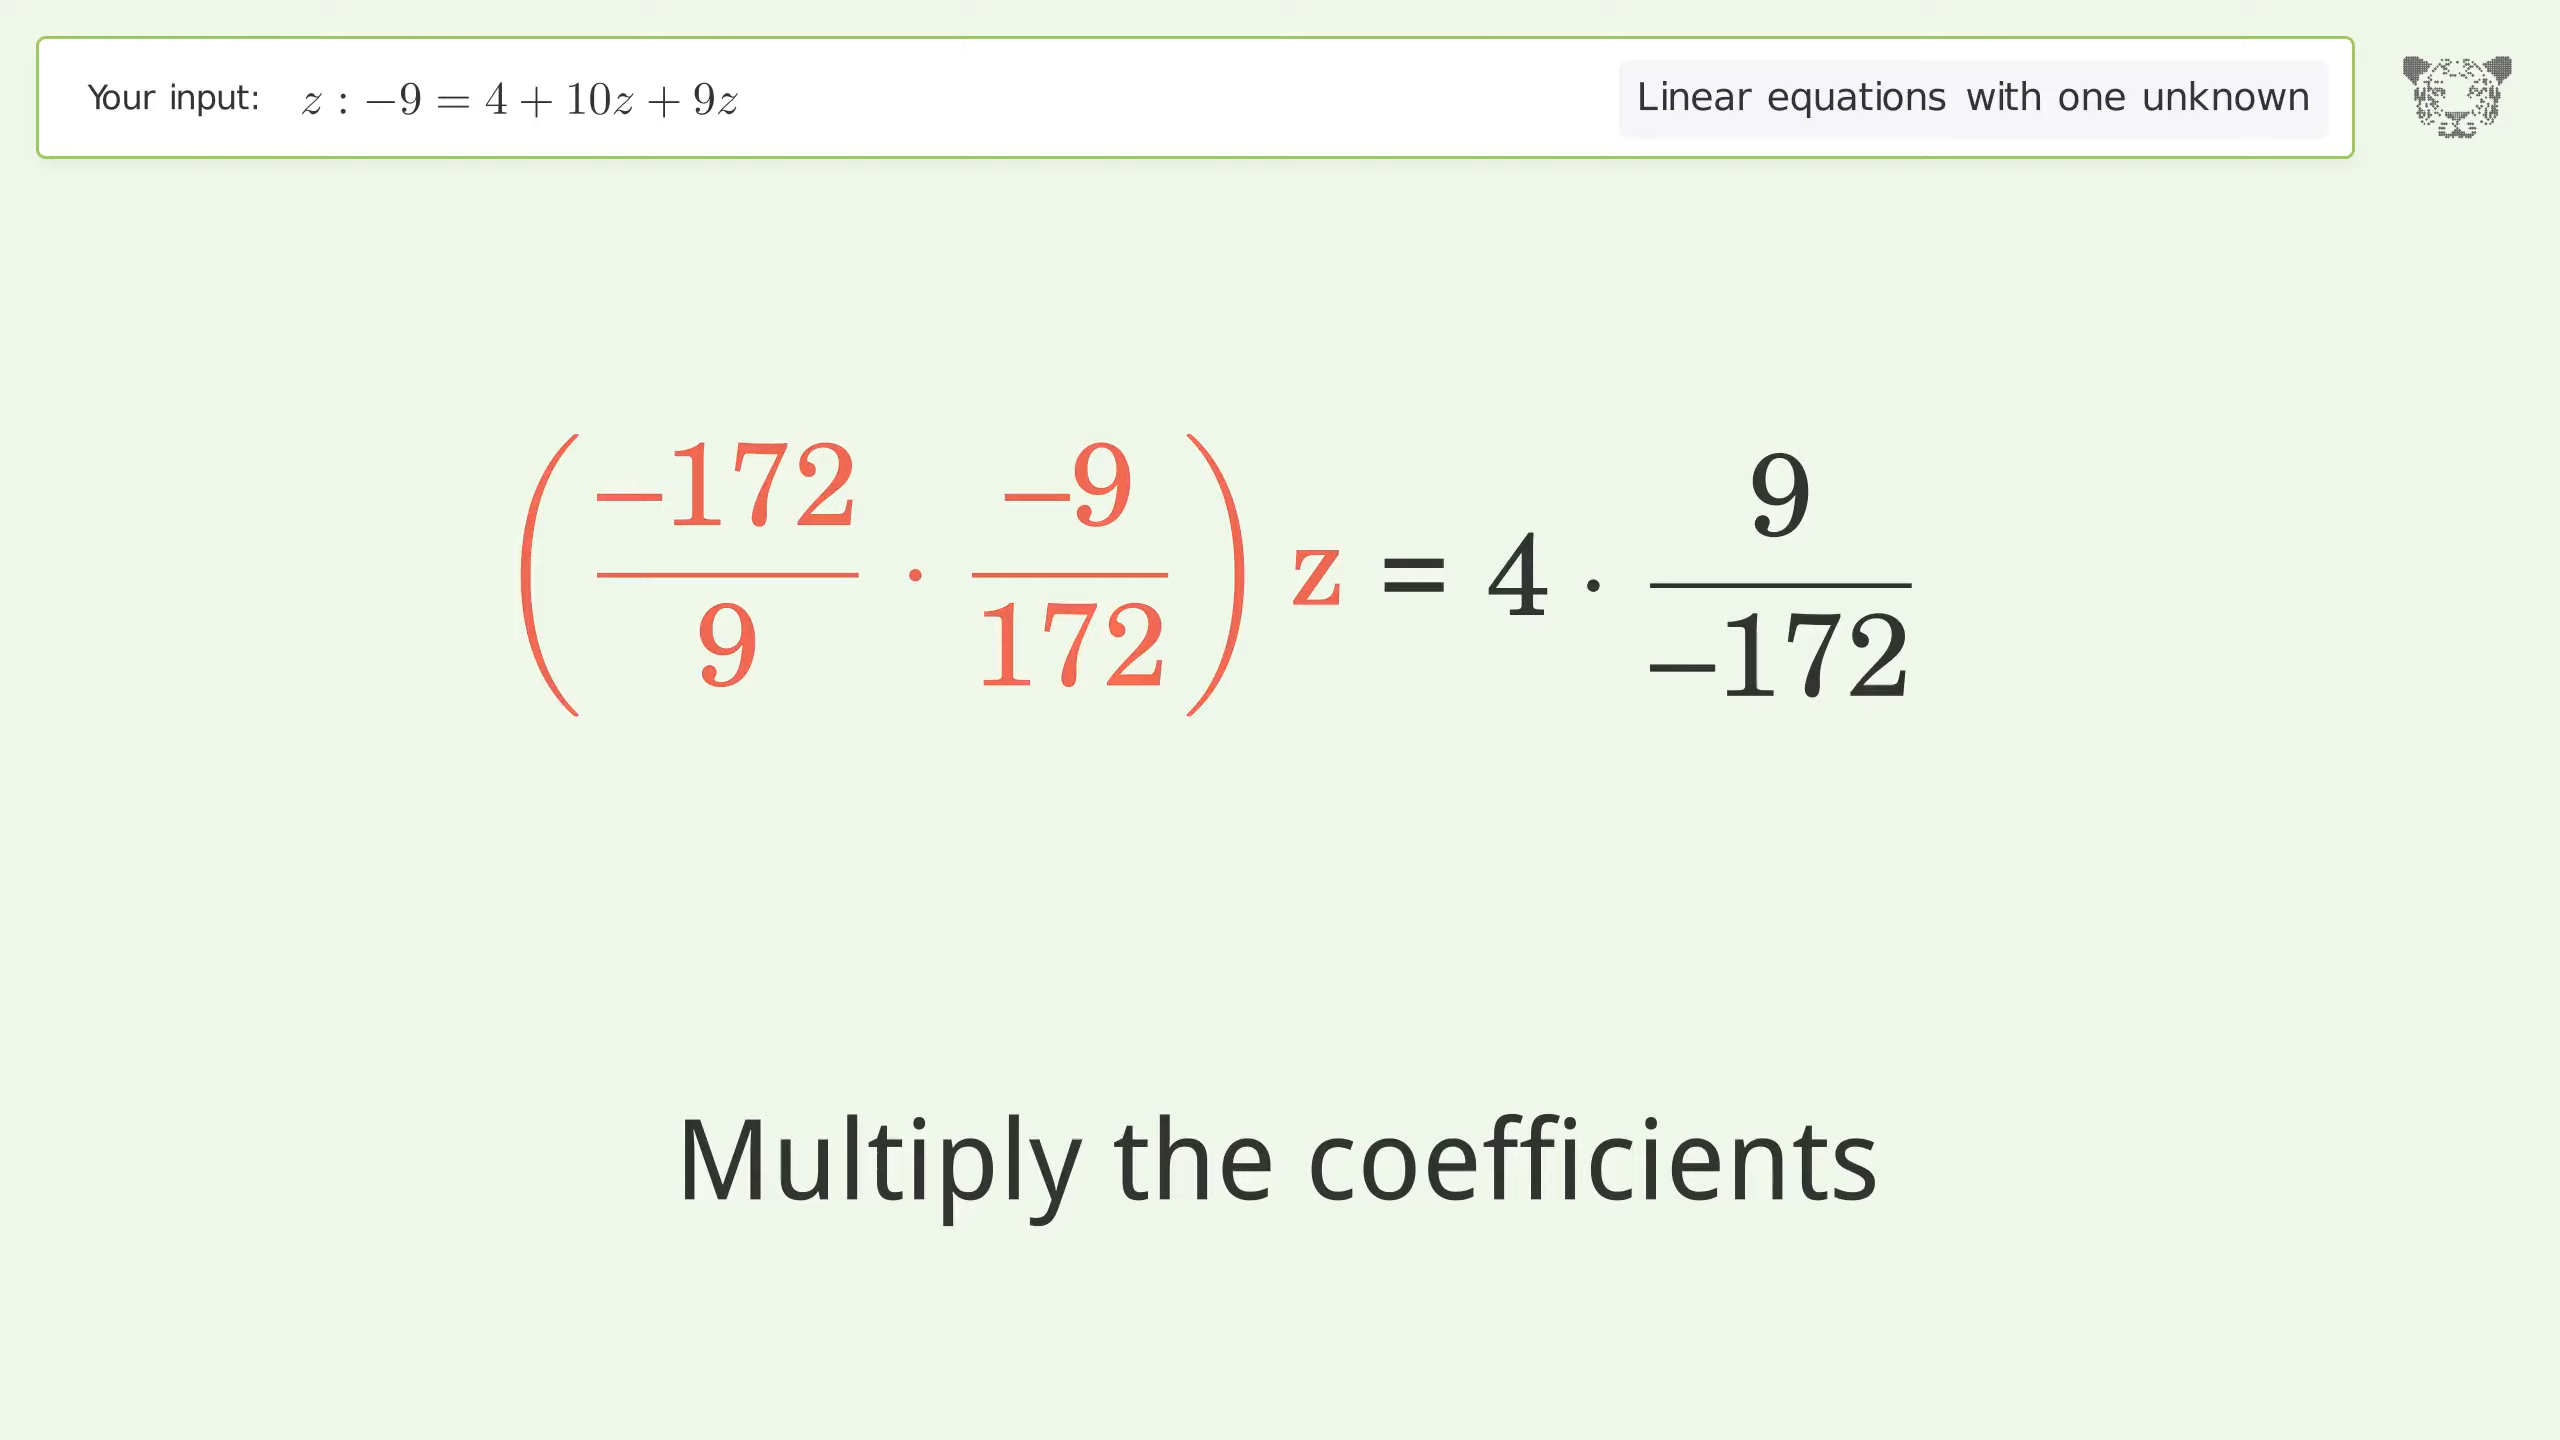 Your input: z : −9 = 4 + 10z + 9z
Linear equations with one unknown
(−172/9 · −9/172) z = 4 · 9/−172
Multiply the coefficients